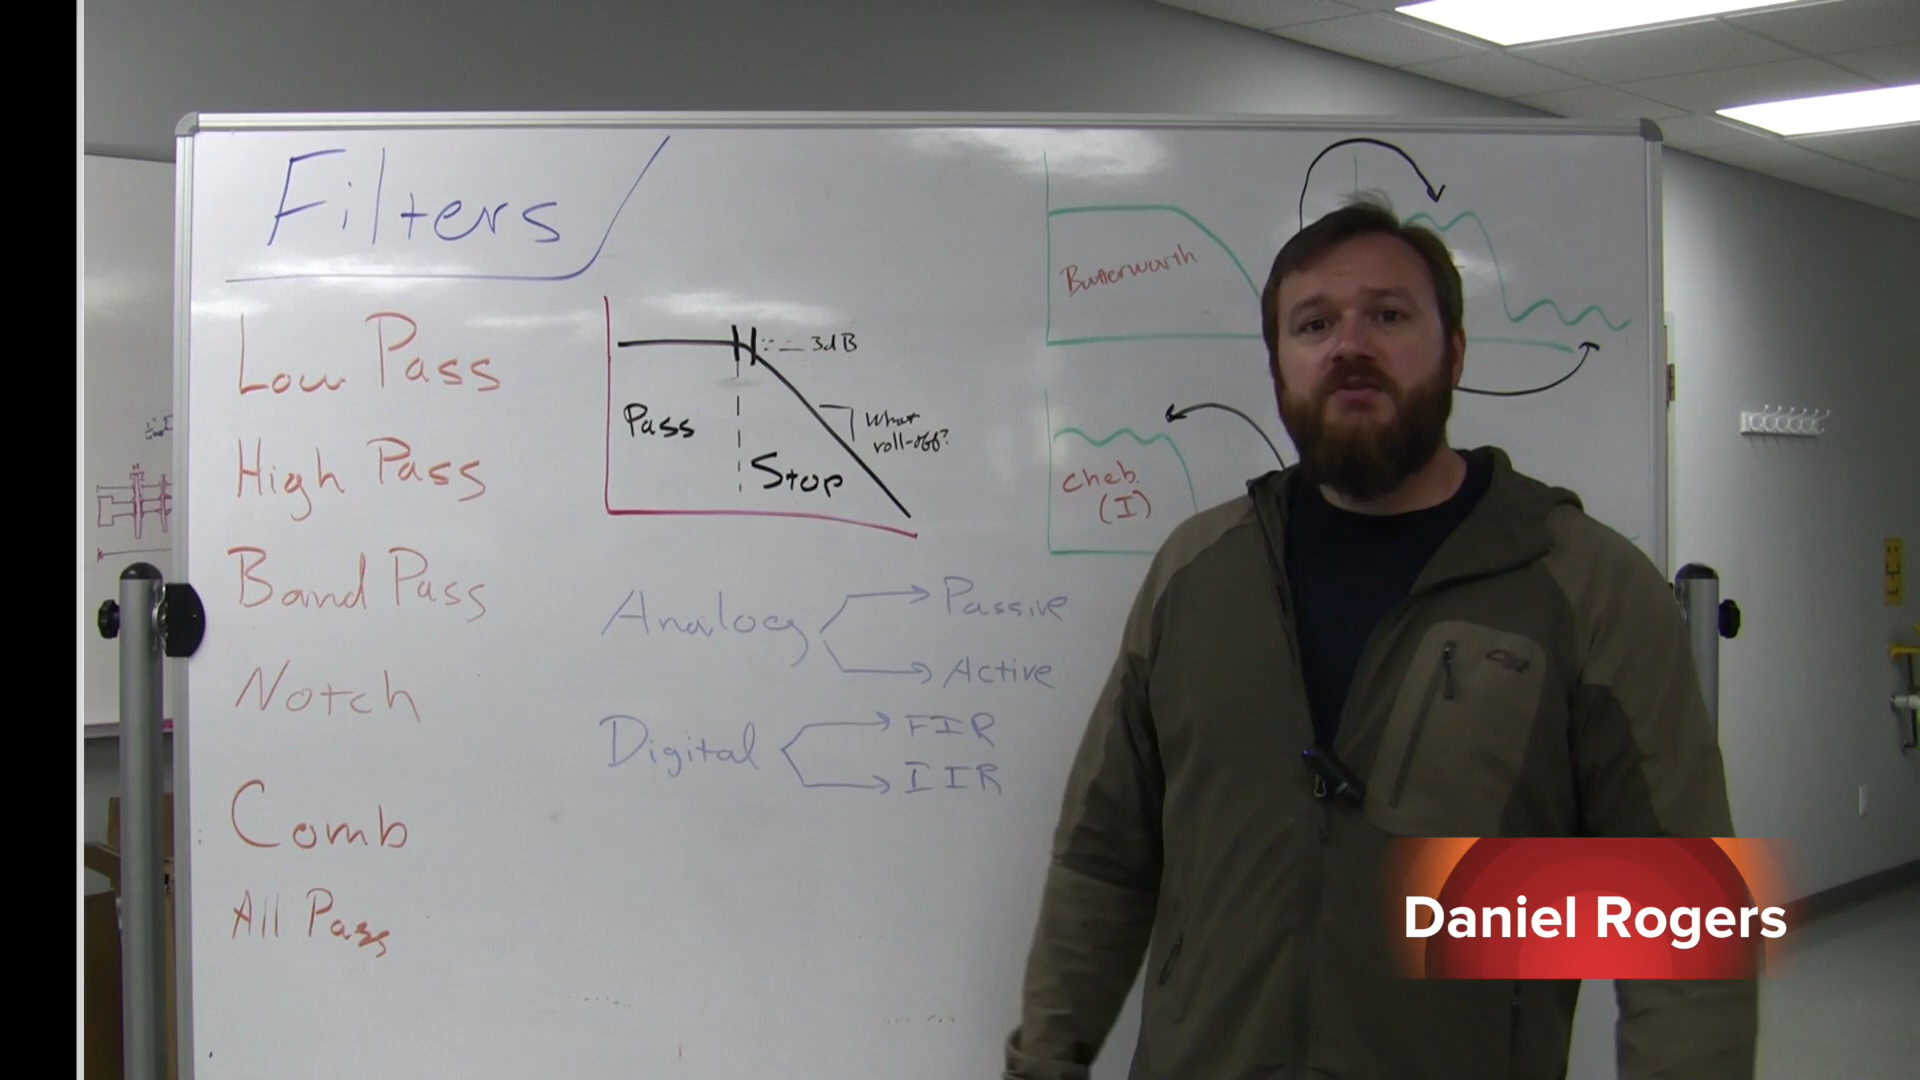 Filters
Low Pass
High Pass
Band Pass
Notch
Comb
All Pass
3dB
Pass
What
roll-off?
Stop
Analog
Passive
Active
Digital
FIR
IIR
Butterworth
Cheb.
(I)
Daniel Rogers